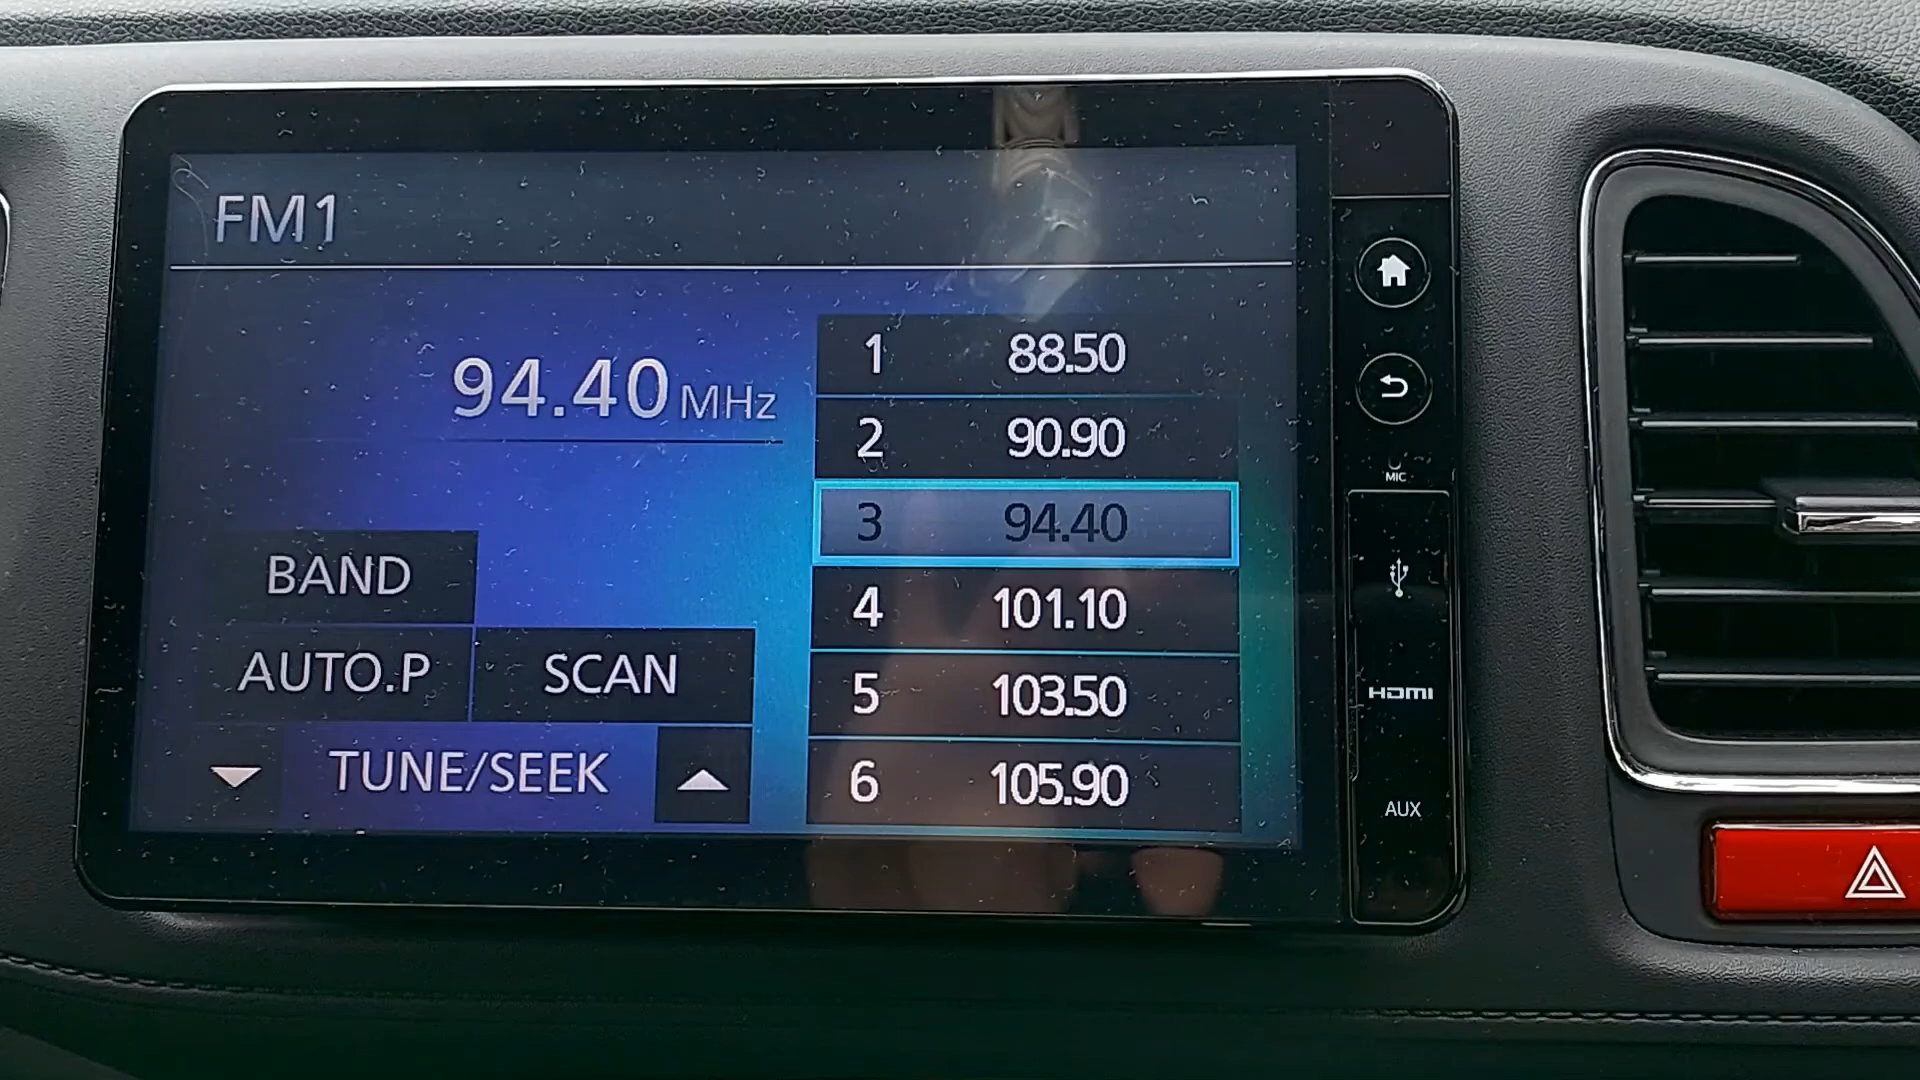 FM1
94.40 MHz
1 88.50
2 90.90
3 94.40
4 101.10
5 103.50
6 105.90
BAND
AUTO.P SCAN
TUNE/SEEK
MIC
HDMI
AUX